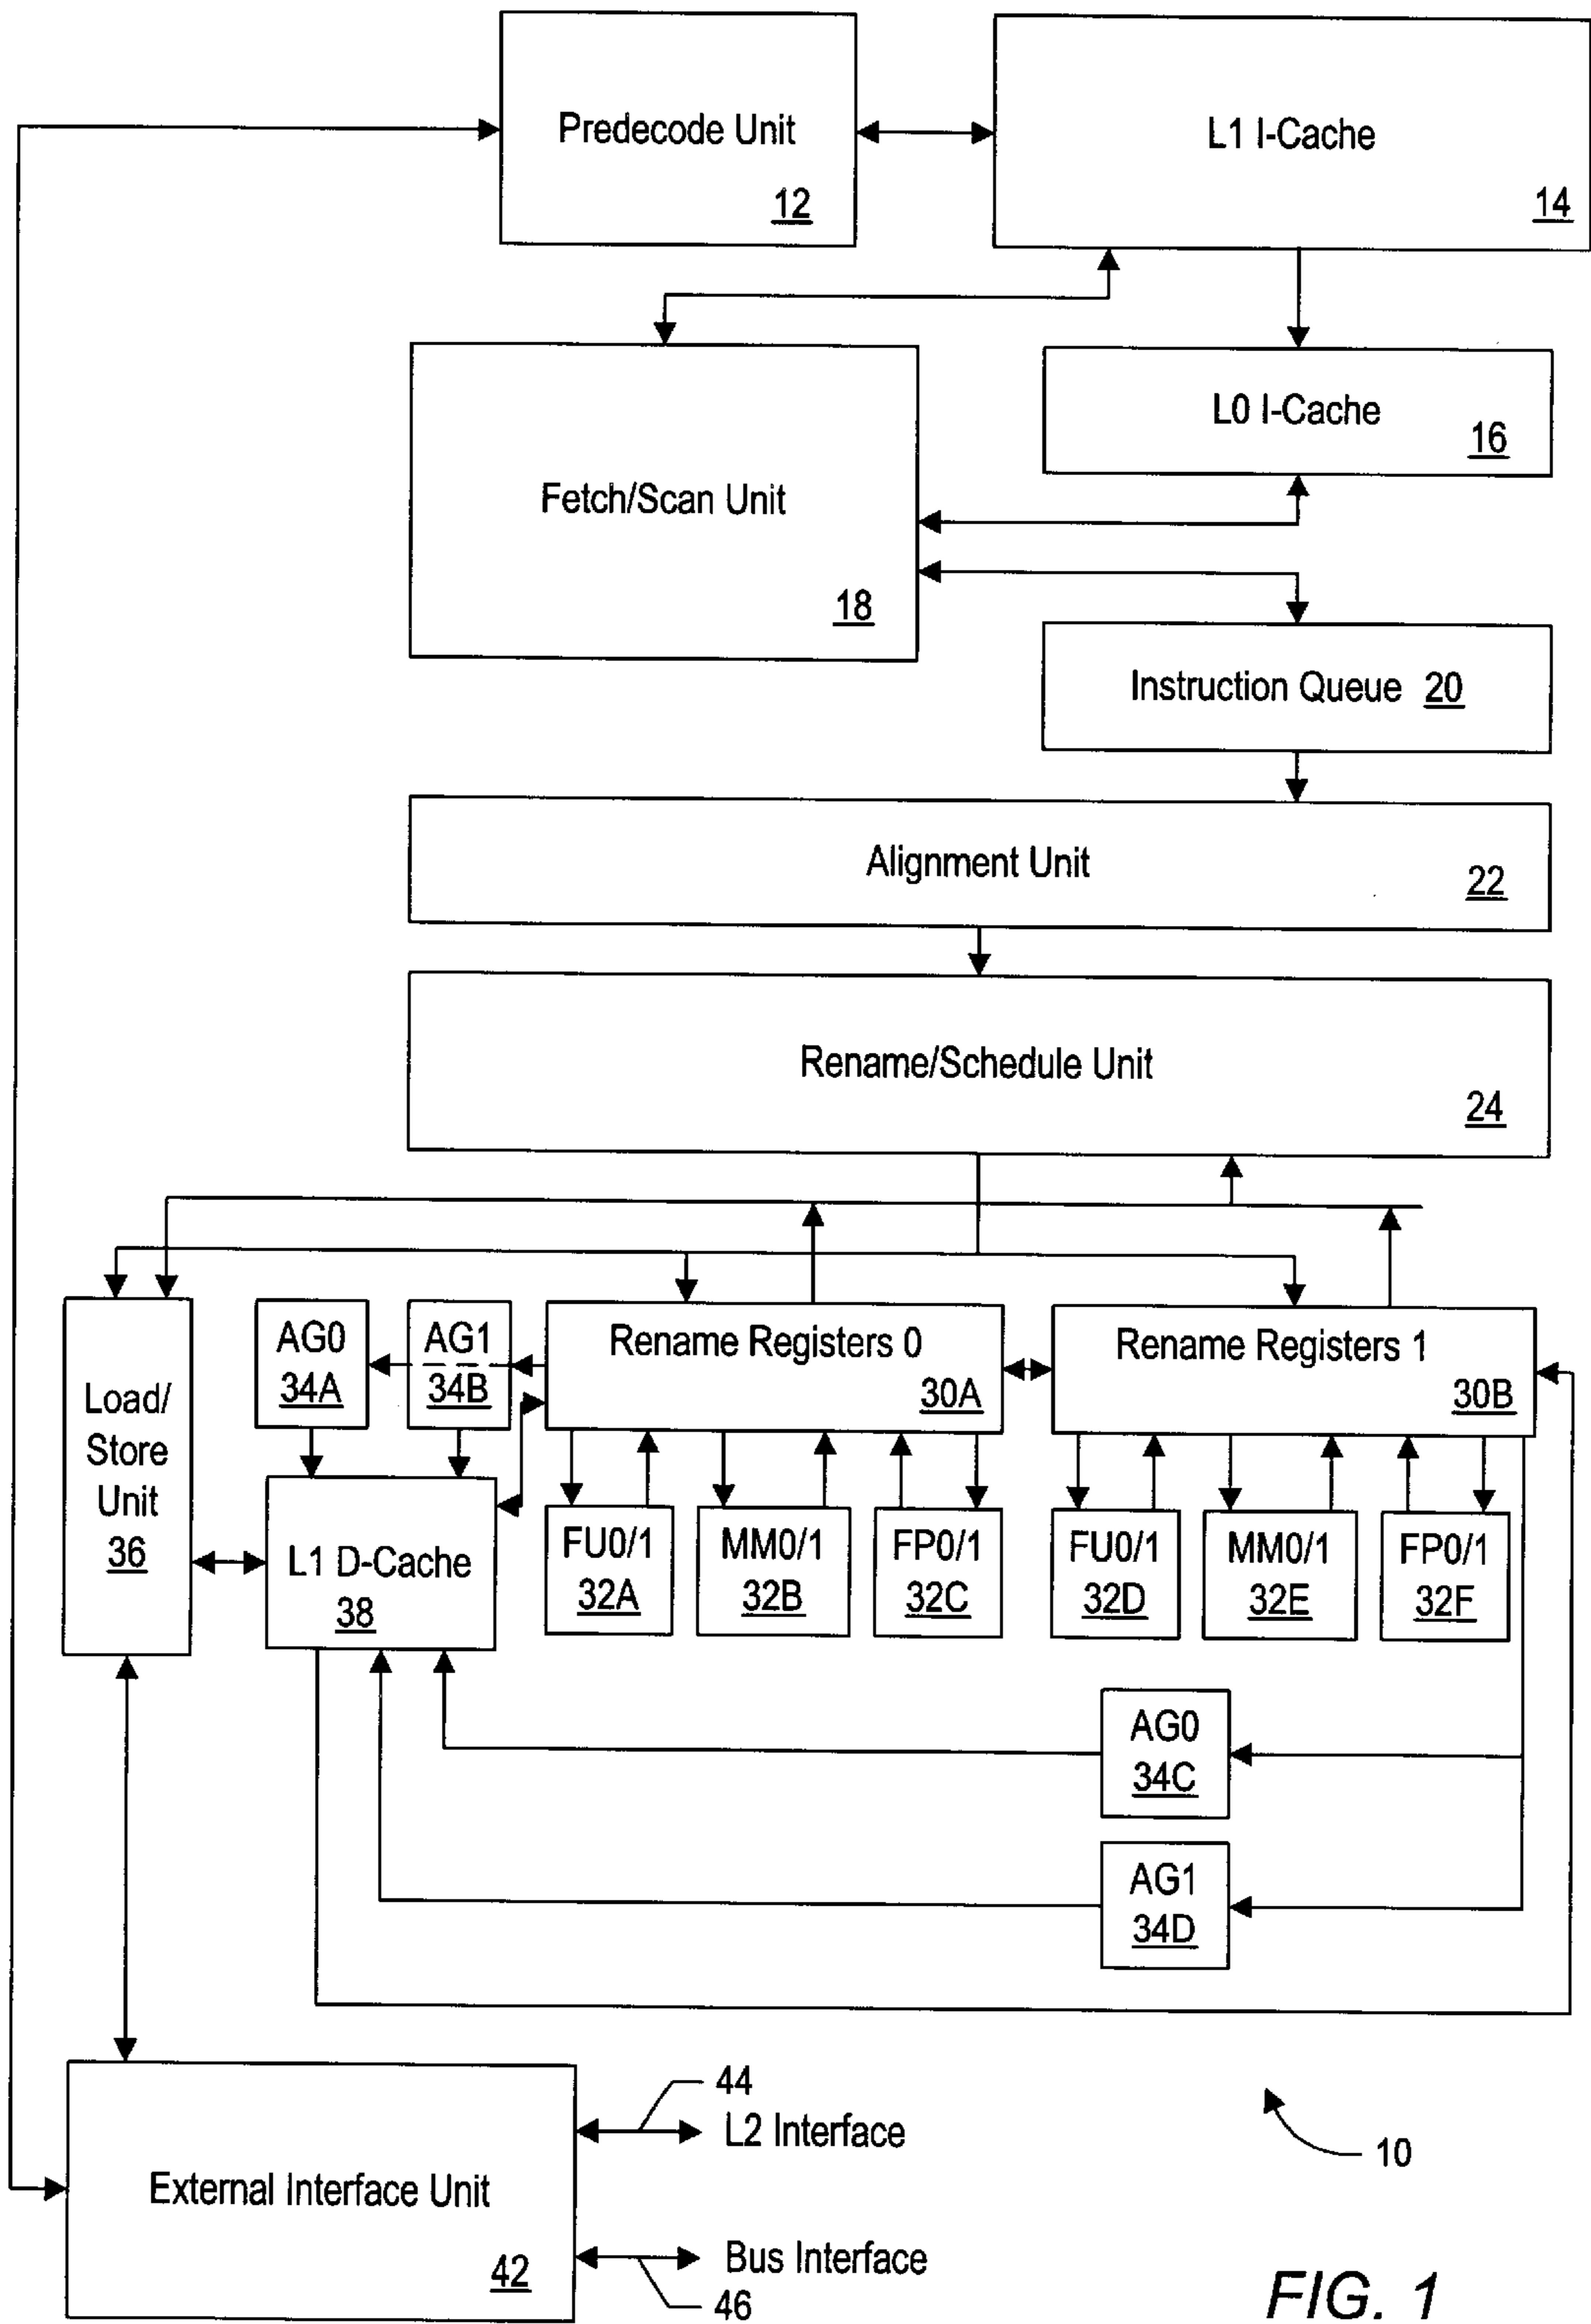 Predecode Unit
12
L1 I-Cache
14
L0 I-Cache
16
Fetch/Scan Unit
18
Instruction Queue 20
Alignment Unit
22
Rename/Schedule Unit
24
Load/
Store
Unit
36
AG0
34A
AG1
34B
Rename Registers 0
30A
Rename Registers 1
30B
L1 D-Cache
38
FU0/1
32A
MM0/1
32B
FP0/1
32C
FU0/1
32D
MM0/1
32E
FP0/1
32F
AG0
34C
AG1
34D
External Interface Unit
42
44
L2 Interface
Bus Interface
46
10
FIG. 1